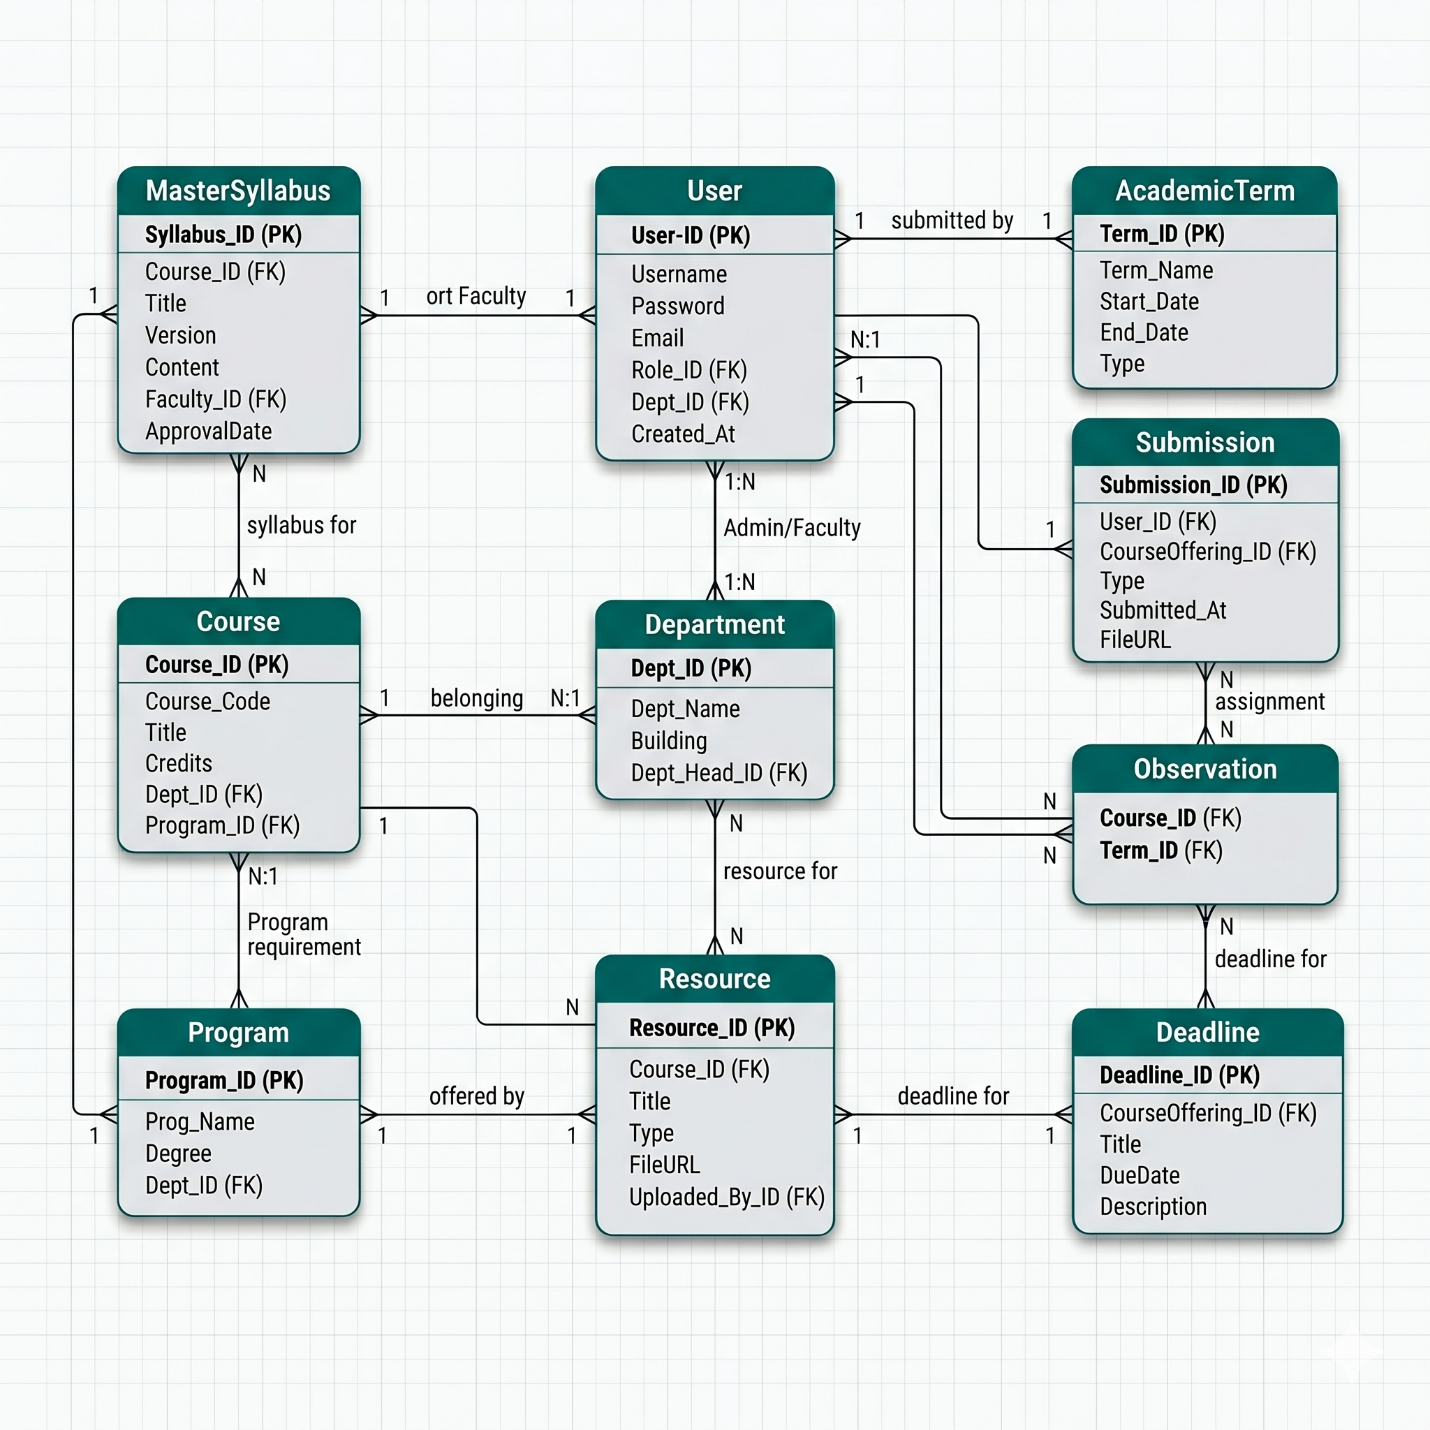 MasterSyllabus
Syllabus_ID (PK)
Course_ID (FK)
Title
Version
Content
Faculty_ID (FK)
ApprovalDate
1
1
ort Faculty
1
User
User-ID (PK)
Username
Password
Email
Role_ID (FK)
Dept_ID (FK)
Created_At
1
submitted by
1
N:1
1
AcademicTerm
Term_ID (PK)
Term_Name
Start_Date
End_Date
Type
Submission
Submission_ID (PK)
User_ID (FK)
CourseOffering_ID (FK)
Type
Submitted_At
FileURL
1
N
syllabus for
N
1:N
Admin/Faculty
1:N
N
assignment
N
Course
Course_ID (PK)
Course_Code
Title
Credits
Dept_ID (FK)
Program_ID (FK)
1
belonging
N:1
1
Department
Dept_ID (PK)
Dept_Name
Building
Dept_Head_ID (FK)
Observation
Course_ID (FK)
Term_ID (FK)
N
N
N:1
Program
requirement
N
resource for
N
N
deadline for
Program
Program_ID (PK)
Prog_Name
Degree
Dept_ID (FK)
1
1
offered by
1
N
Resource
Resource_ID (PK)
Course_ID (FK)
Title
Type
FileURL
Uploaded_By_ID (FK)
1
deadline for
1
Deadline
Deadline_ID (PK)
CourseOffering_ID (FK)
Title
DueDate
Description